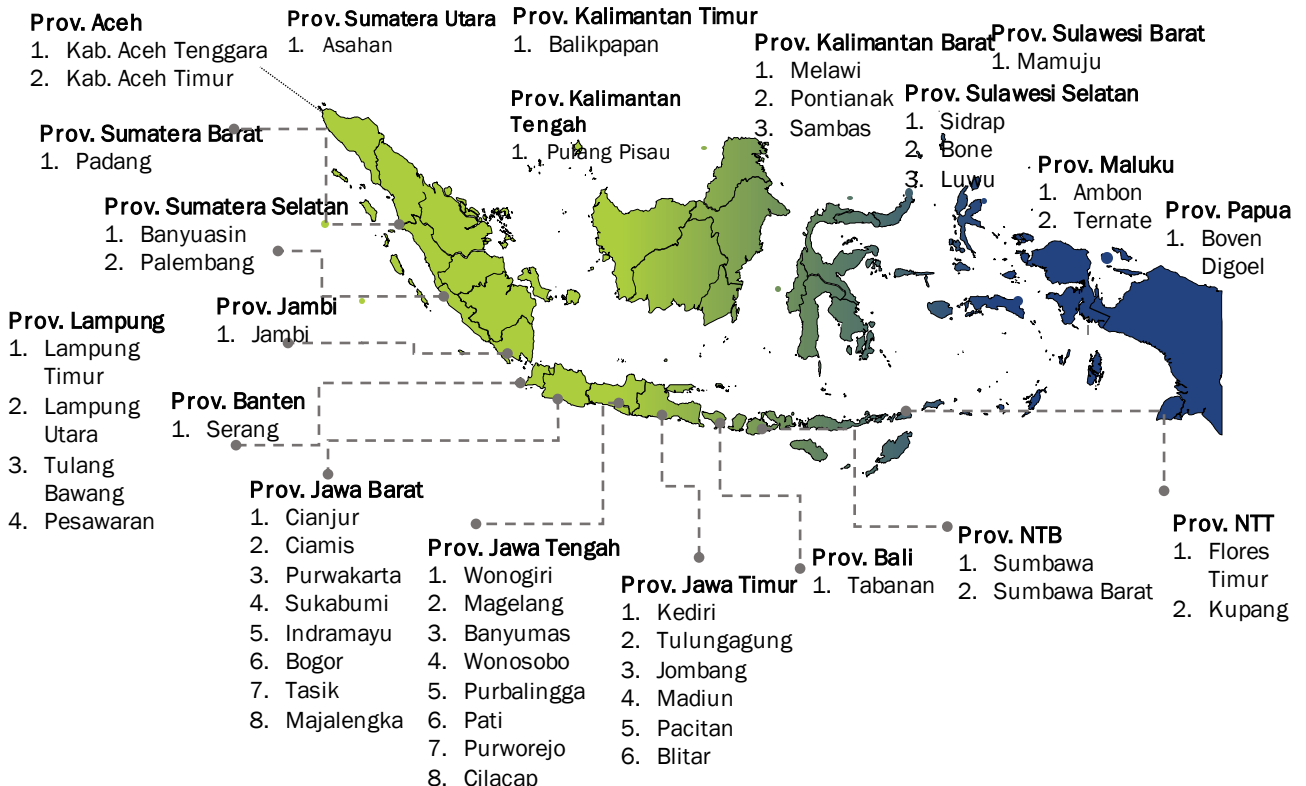 Prov. Aceh
1. Kab. Aceh Tenggara
2. Kab. Aceh Timur
Prov. Sumatera Utara
1. Asahan
Prov. Kalimantan Timur
1. Balikpapan
Prov. Kalimantan Barat
1. Melawi
2. Pontianak
3. Sambas
Prov. Sulawesi Barat
1. Mamuju
Prov. Kalimantan
Tengah
1. Pulang Pisau
Prov. Sulawesi Selatan
1. Sidrap
2. Bone
3. Luwu
Prov. Sumatera Barat
1. Padang
Prov. Maluku
1. Ambon
2. Ternate
Prov. Sumatera Selatan
1. Banyuasin
2. Palembang
Prov. Papua
1. Boven
Digoel
Prov. Jambi
1. Jambi
Prov. Lampung
1. Lampung
Timur
2. Lampung
Utara
3. Tulang
Bawang
4. Pesawaran
Prov. Banten
1. Serang
Prov. Jawa Barat
1. Cianjur
2. Ciamis
3. Purwakarta
4. Sukabumi
5. Indramayu
6. Bogor
7. Tasik
8. Majalengka
Prov. Jawa Tengah
1. Wonogiri
2. Magelang
3. Banyumas
4. Wonosobo
5. Purbalingga
6. Pati
7. Purworejo
8. Cilacap
Prov. Jawa Timur
1. Kediri
2. Tulungagung
3. Jombang
4. Madiun
5. Pacitan
6. Blitar
Prov. Bali
1. Tabanan
Prov. NTB
1. Sumbawa
2. Sumbawa Barat
Prov. NTT
1. Flores
Timur
2. Kupang